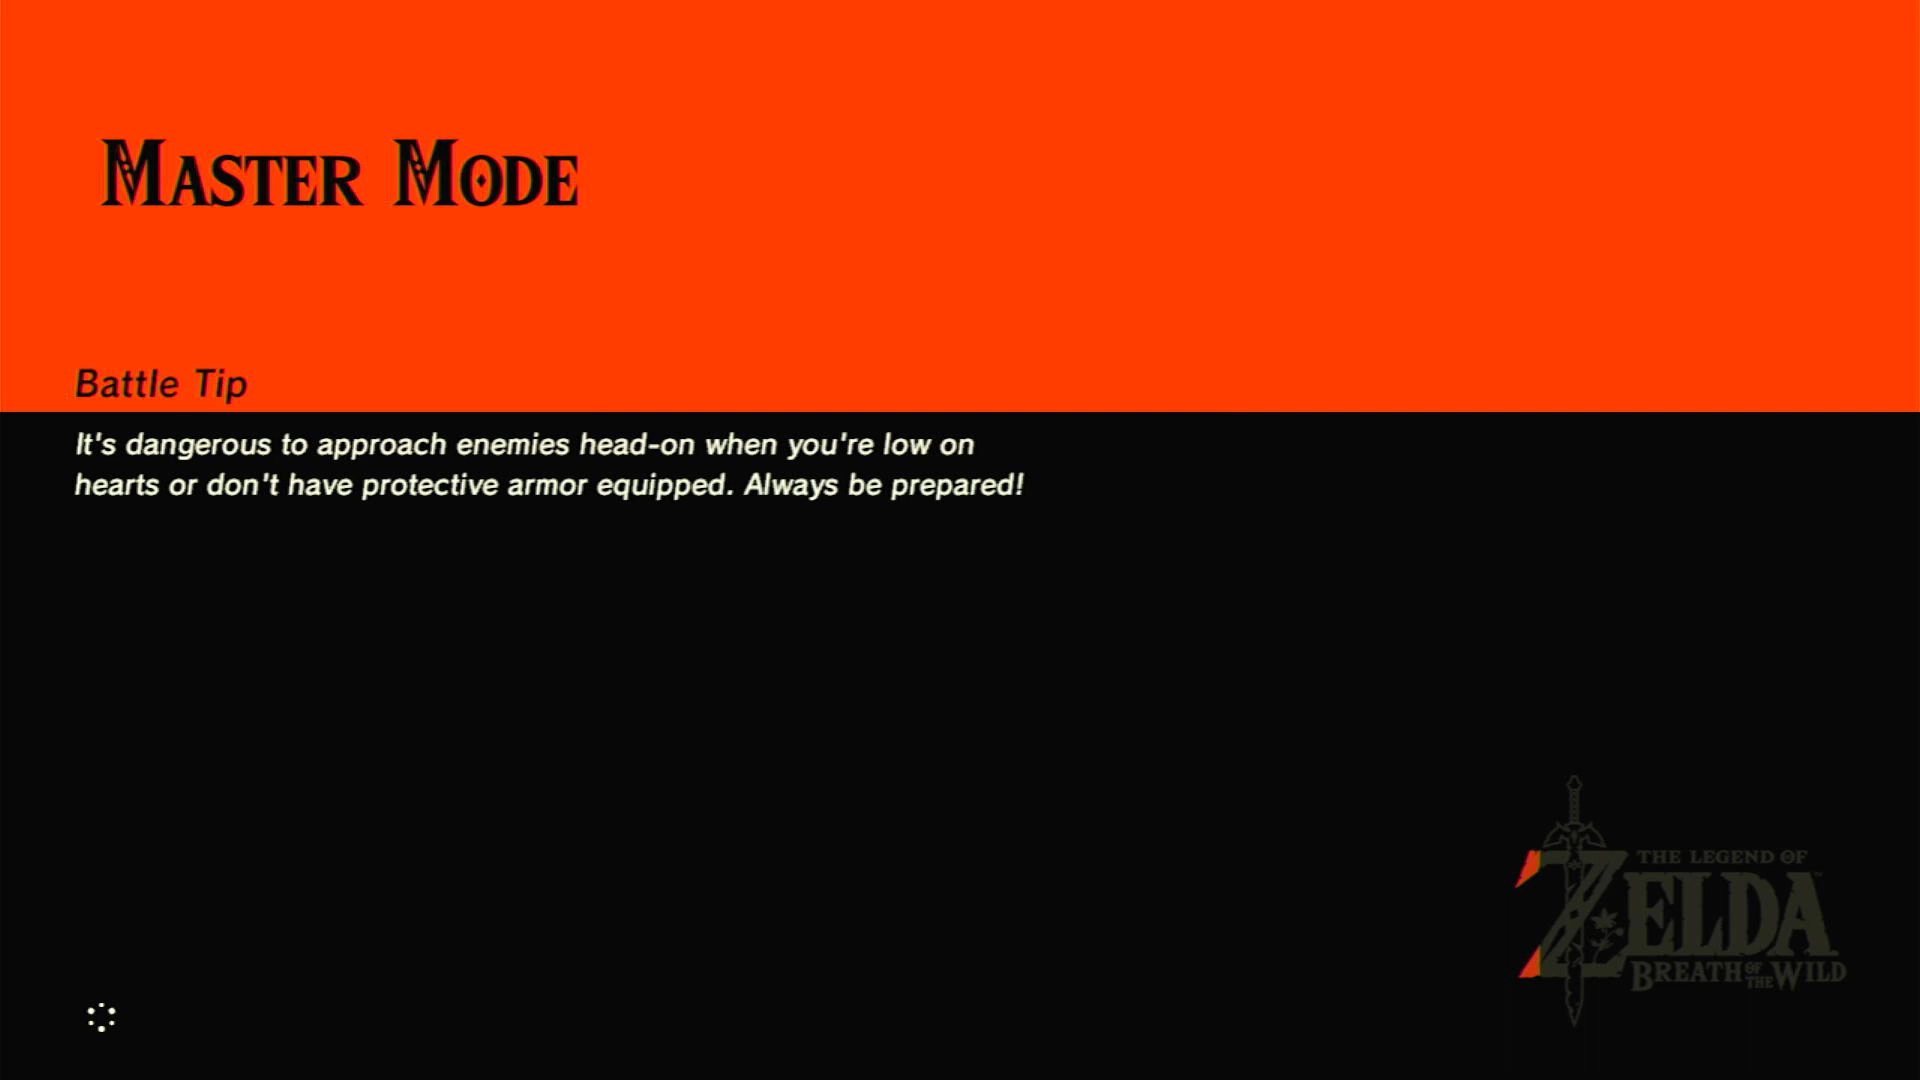 Master Mode
Battle Tip
It's dangerous to approach enemies head-on when you're low on
hearts or don't have protective armor equipped. Always be prepared!
THE LEGEND OF
ZELDA
BREATH OF THE WILD